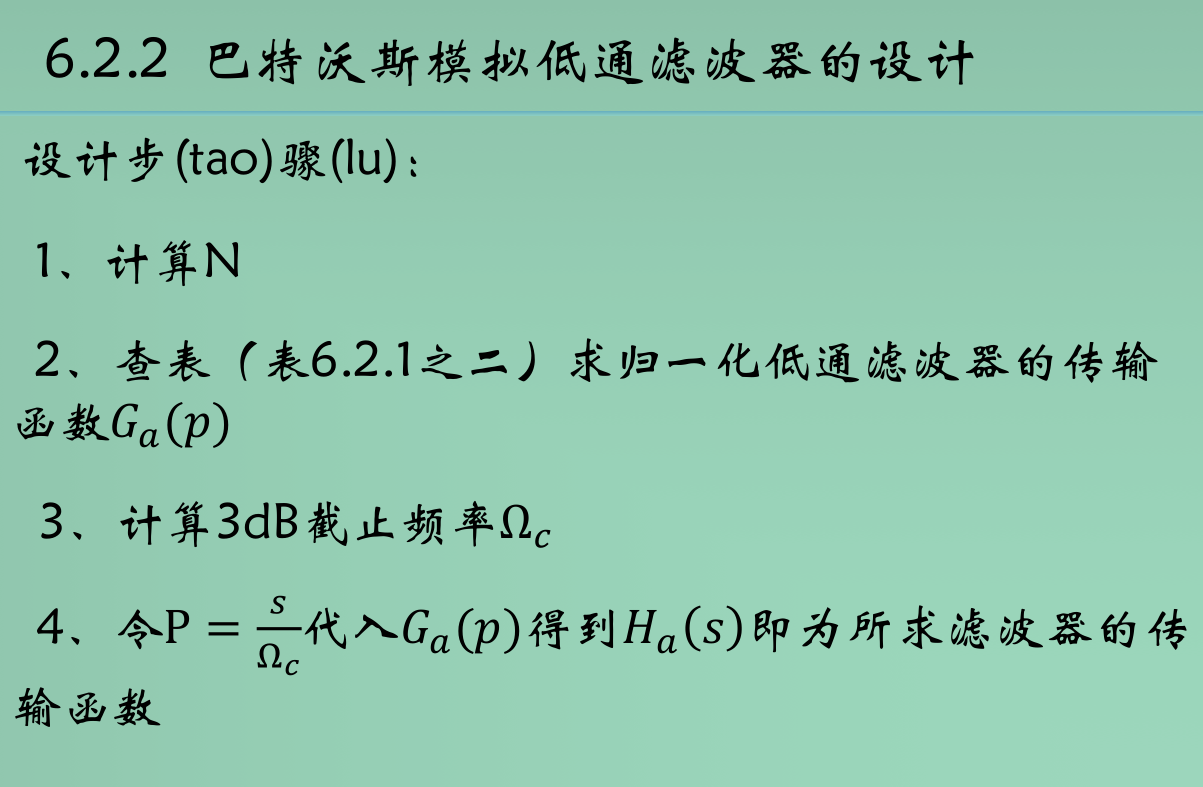 6.2.2 巴特沃斯模拟低通滤波器的设计
设计步(tao)骤(lu)：
1、计算N
2、查表（表6.2.1之二）求归一化低通滤波器的传输
函数$G_a(p)$
3、计算3dB截止频率$\Omega_c$
4、令$P=\frac{s}{\Omega_c}$代入$G_a(p)$得到$H_a(s)$即为所求滤波器的传
输函数